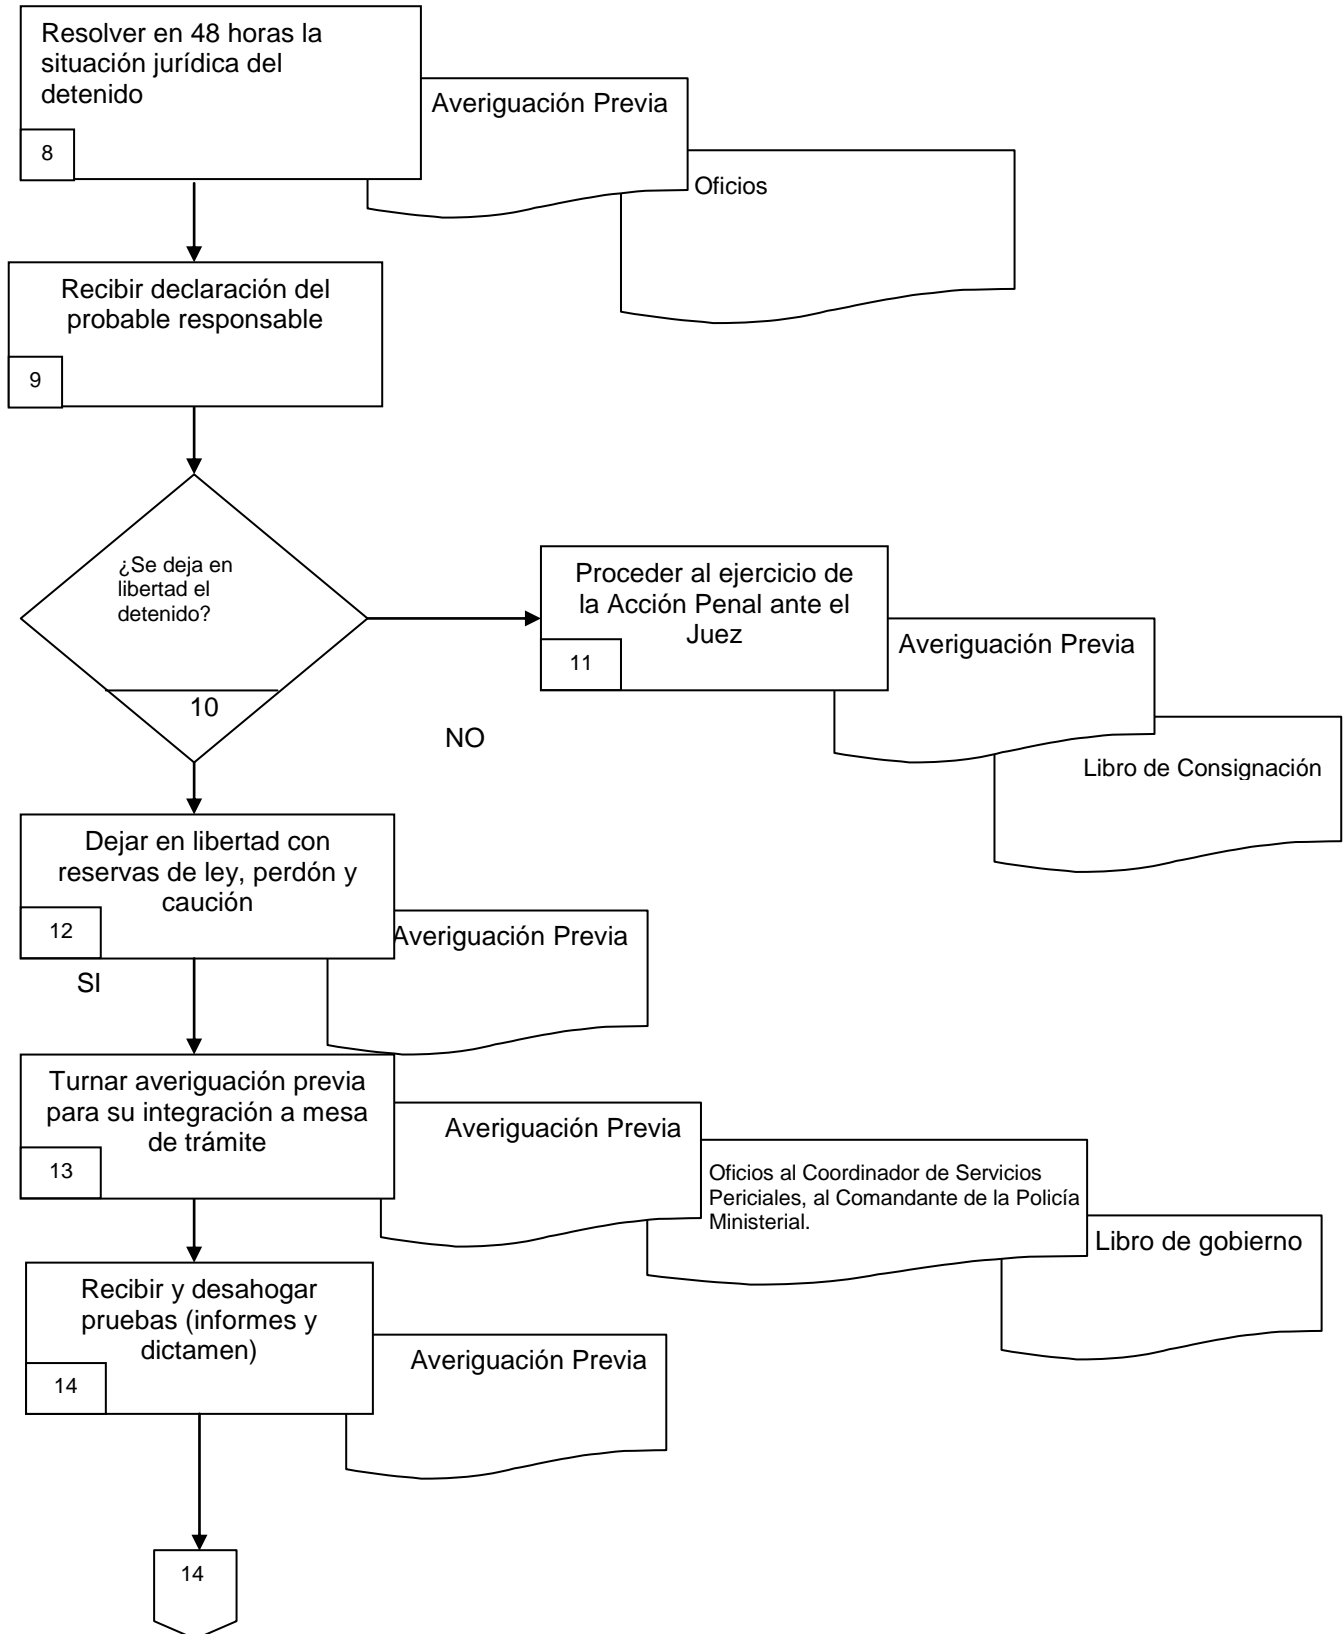 Resolver en 48 horas la
situación jurídica del
detenido
8
Averiguación Previa
Oficios
Recibir declaración del
probable responsable
9
¿Se deja en
libertad el
detenido?
10
NO
Proceder al ejercicio de
la Acción Penal ante el
Juez
11
Averiguación Previa
Libro de Consignación
Dejar en libertad con
reservas de ley, perdón y
caución
12
SI
Averiguación Previa
Turnar averiguación previa
para su integración a mesa
de trámite
13
Averiguación Previa
Oficios al Coordinador de Servicios
Periciales, al Comandante de la Policía
Ministerial.
Libro de gobierno
Recibir y desahogar
pruebas (informes y
dictamen)
14
Averiguación Previa
14